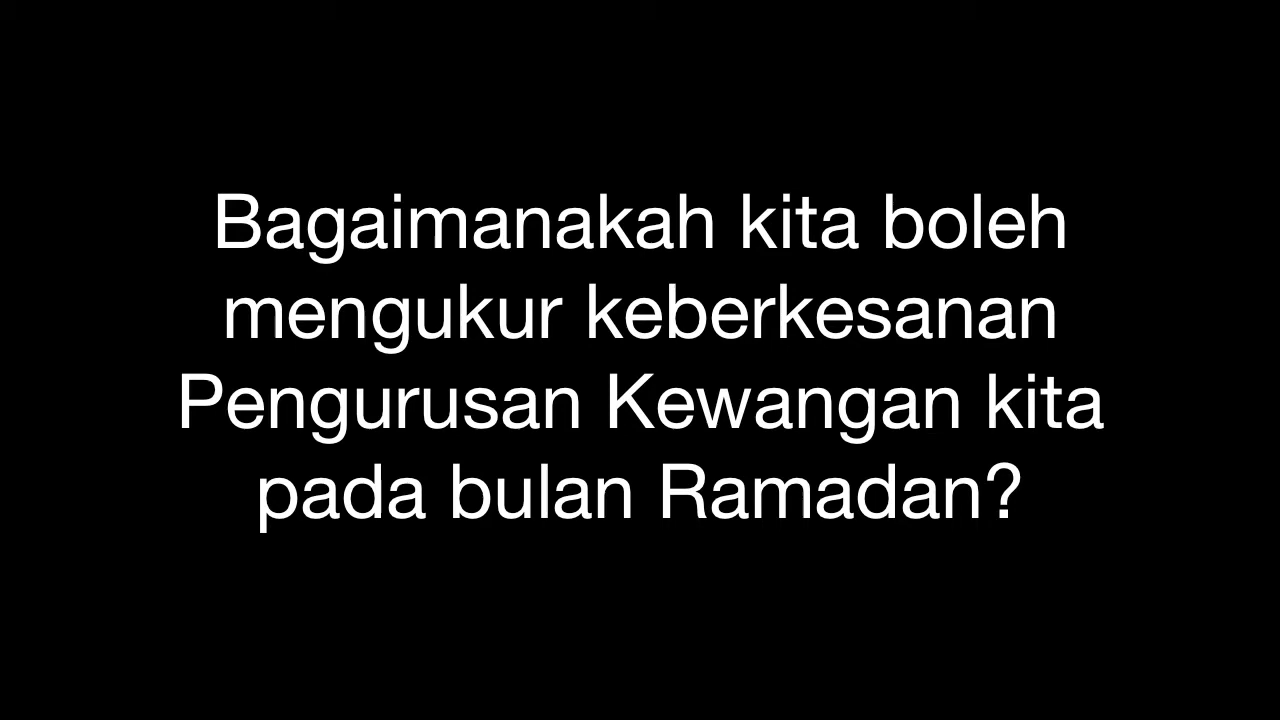 Bagaimanakah kita boleh
mengukur keberkesanan
Pengurusan Kewangan kita
pada bulan Ramadan?